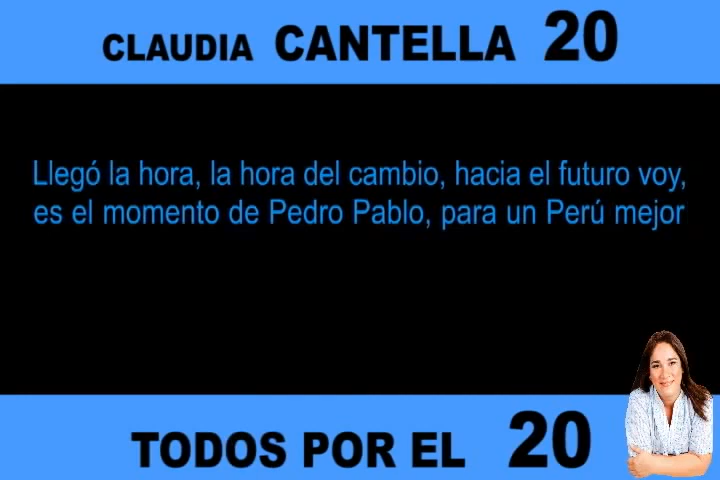 CLAUDIA CANTELLA 20
Llegó la hora, la hora del cambio, hacia el futuro voy,
es el momento de Pedro Pablo, para un Perú mejor
TODOS POR EL 20